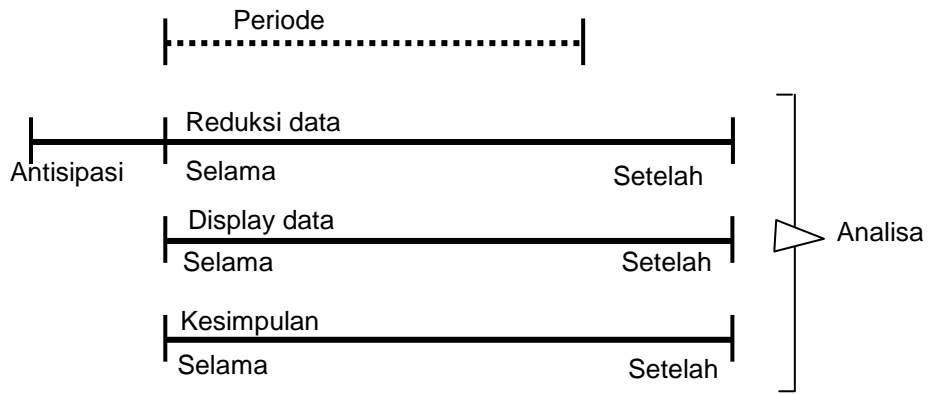 Periode
Reduksi data
Antisipasi
Selama
Setelah
Display data
Selama
Setelah
Analisa
Kesimpulan
Selama
Setelah